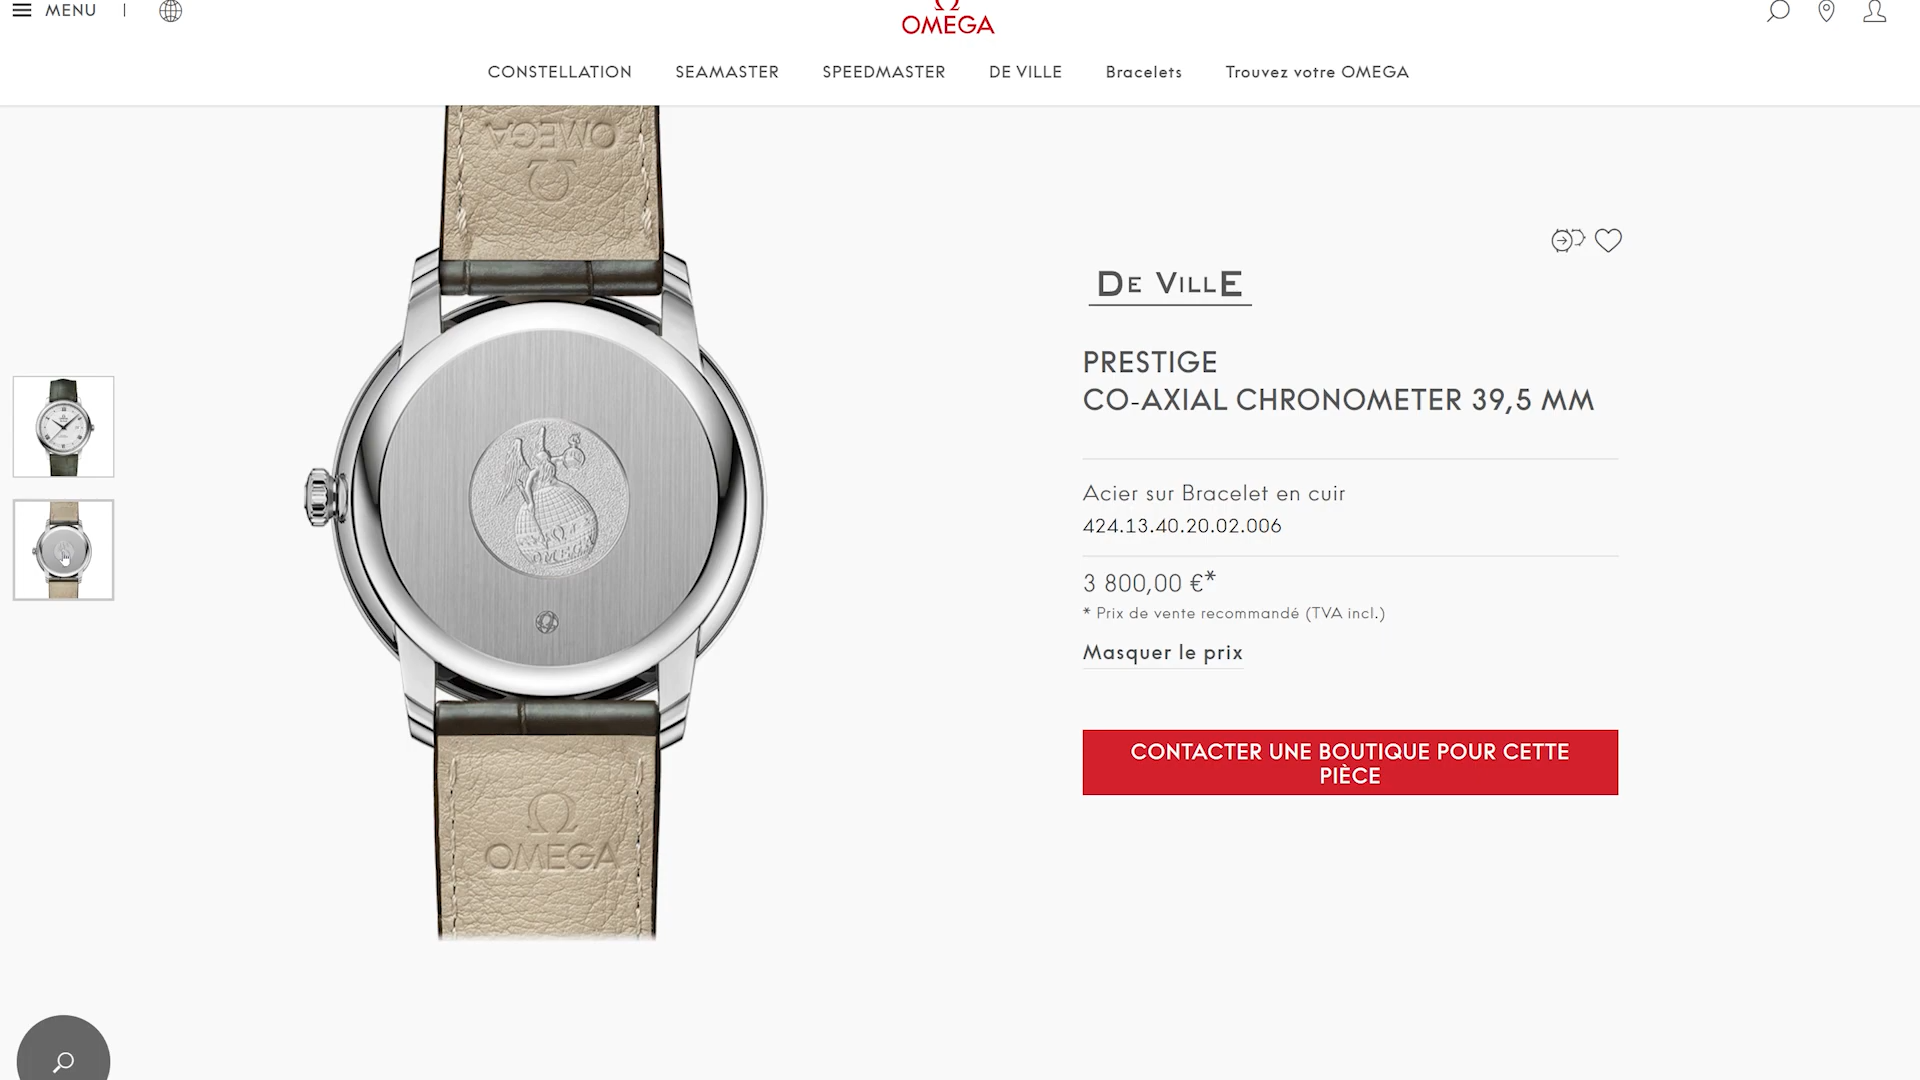 MENU
OMEGA
CONSTELLATION
SEAMASTER
SPEEDMASTER
DE VILLE
Bracelets
Trouvez votre OMEGA
OMEGA
DE VILLE
PRESTIGE
CO-AXIAL CHRONOMETER 39,5 MM
Acier sur Bracelet en cuir
424.13.40.20.02.006
3 800,00 €*
* Prix de vente recommandé (TVA incl.)
Masquer le prix
CONTACTER UNE BOUTIQUE POUR CETTE
PIÈCE
OMEGA
OMEGA